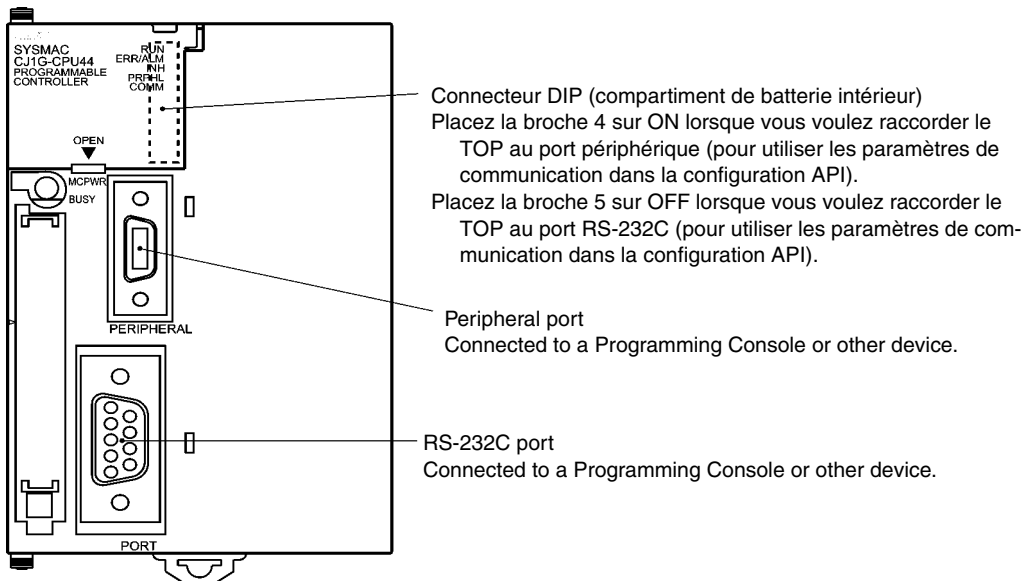 SYSMAC
CJ1G-CPU44
PROGRAMMABLE
CONTROLLER
RUN
ERR/ALM
INH
PRPHL
COMM
OPEN
MCPWR
BUSY
PERIPHERAL
PORT
Connecteur DIP (compartiment de batterie intérieur)
Placez la broche 4 sur ON lorsque vous voulez raccorder le
TOP au port périphérique (pour utiliser les paramètres de
communication dans la configuration API).
Placez la broche 5 sur OFF lorsque vous voulez raccorder le
TOP au port RS-232C (pour utiliser les paramètres de com-
munication dans la configuration API).
Peripheral port
Connected to a Programming Console or other device.
RS-232C port
Connected to a Programming Console or other device.